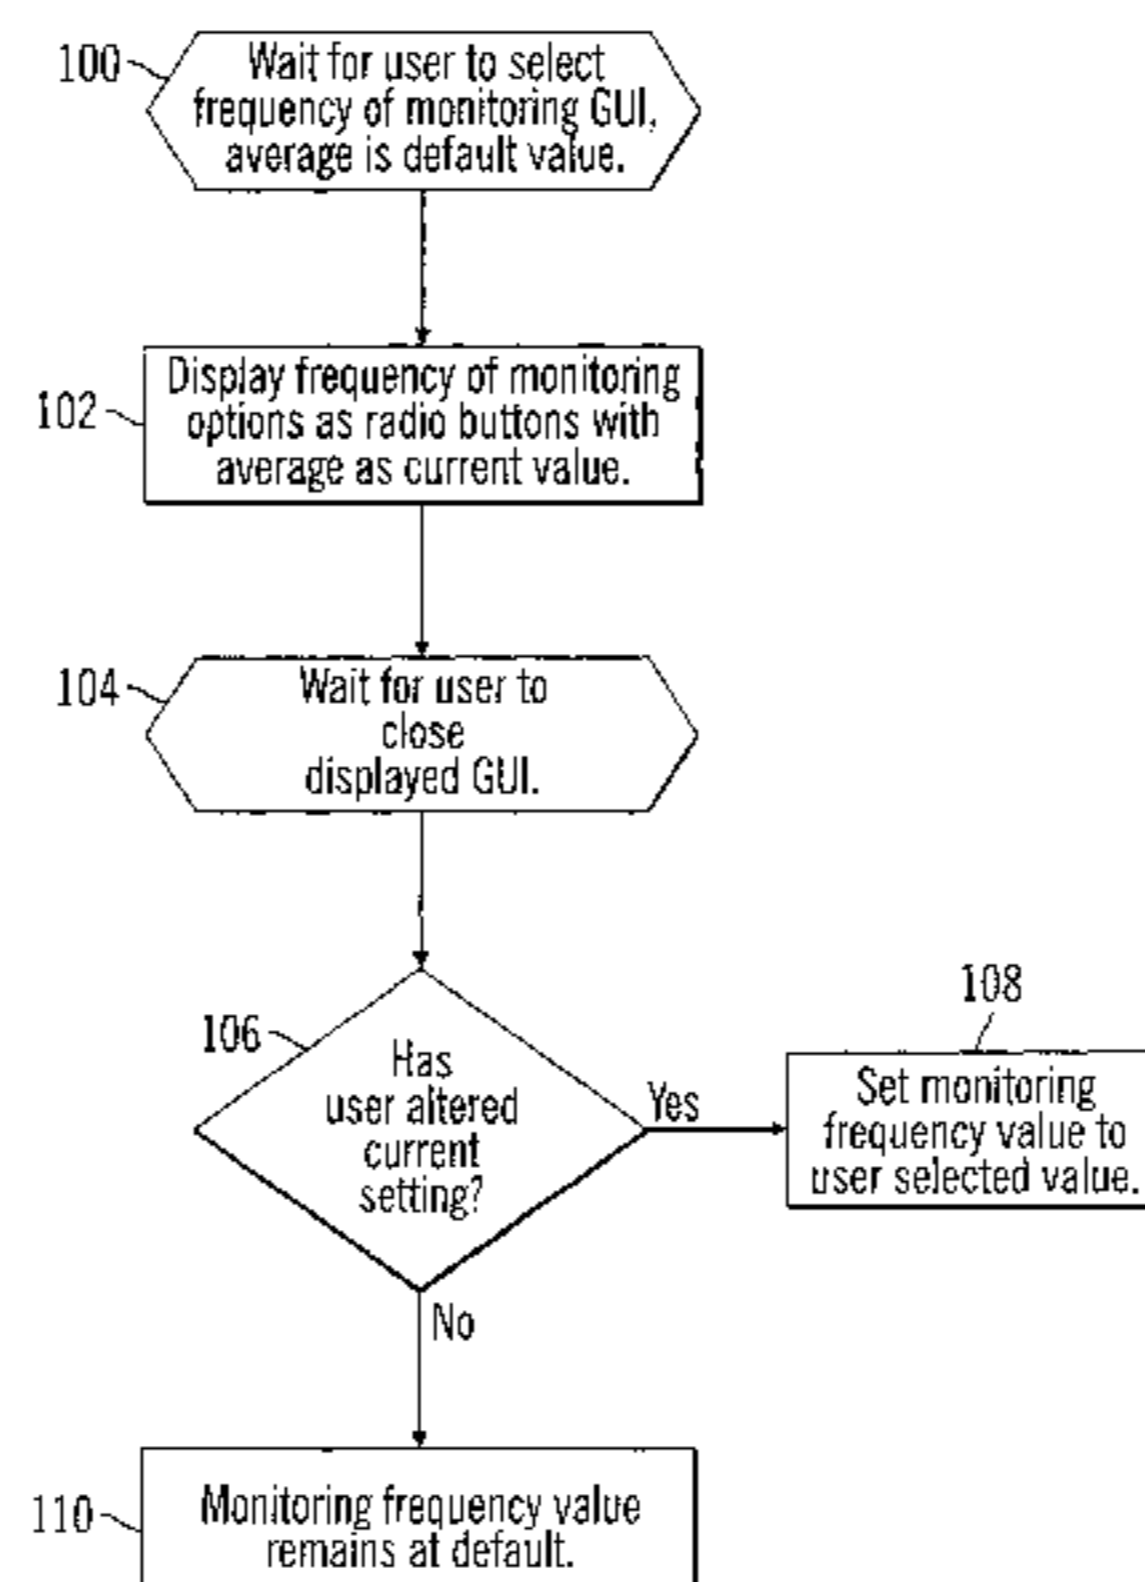 100
Wait for user to select
frequency of monitoring GUI,
average is default value.
102
Display frequency of monitoring
options as radio buttons with
average as current value.
104
Wait for user to
close
displayed GUI.
106
Has
user altered
current
setting?
Yes
108
Set monitoring
frequency value to
user selected value.
No
110
Monitoring frequency value
remains at default.